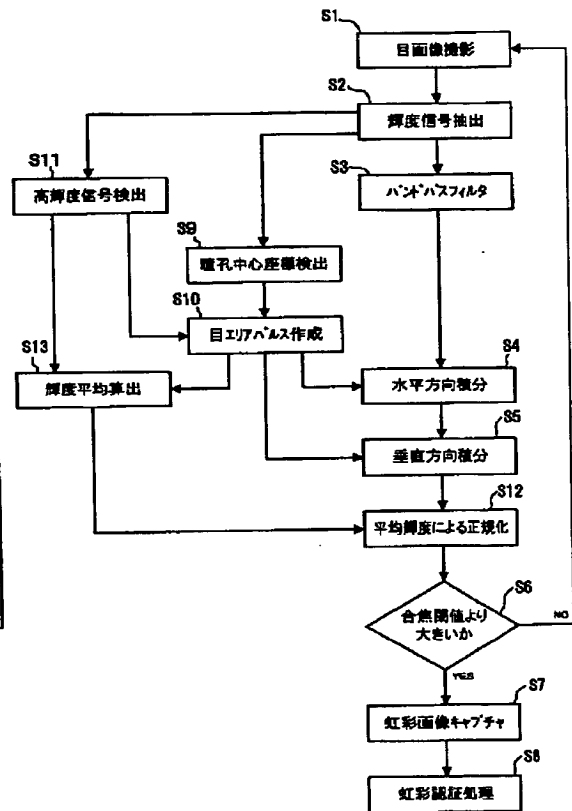 S1
目画像撮影
S2
輝度信号抽出
S11
高輝度信号検出
S3
バンドパスフィルタ
S9
瞳孔中心座標検出
S10
目エリアパルス作成
S13
輝度平均算出
S4
水平方向積分
S5
垂直方向積分
S12
平均輝度による正規化
S6
合焦閾値より
大きいか
NO
YES
S7
虹彩画像キャプチャ
S8
虹彩認証処理